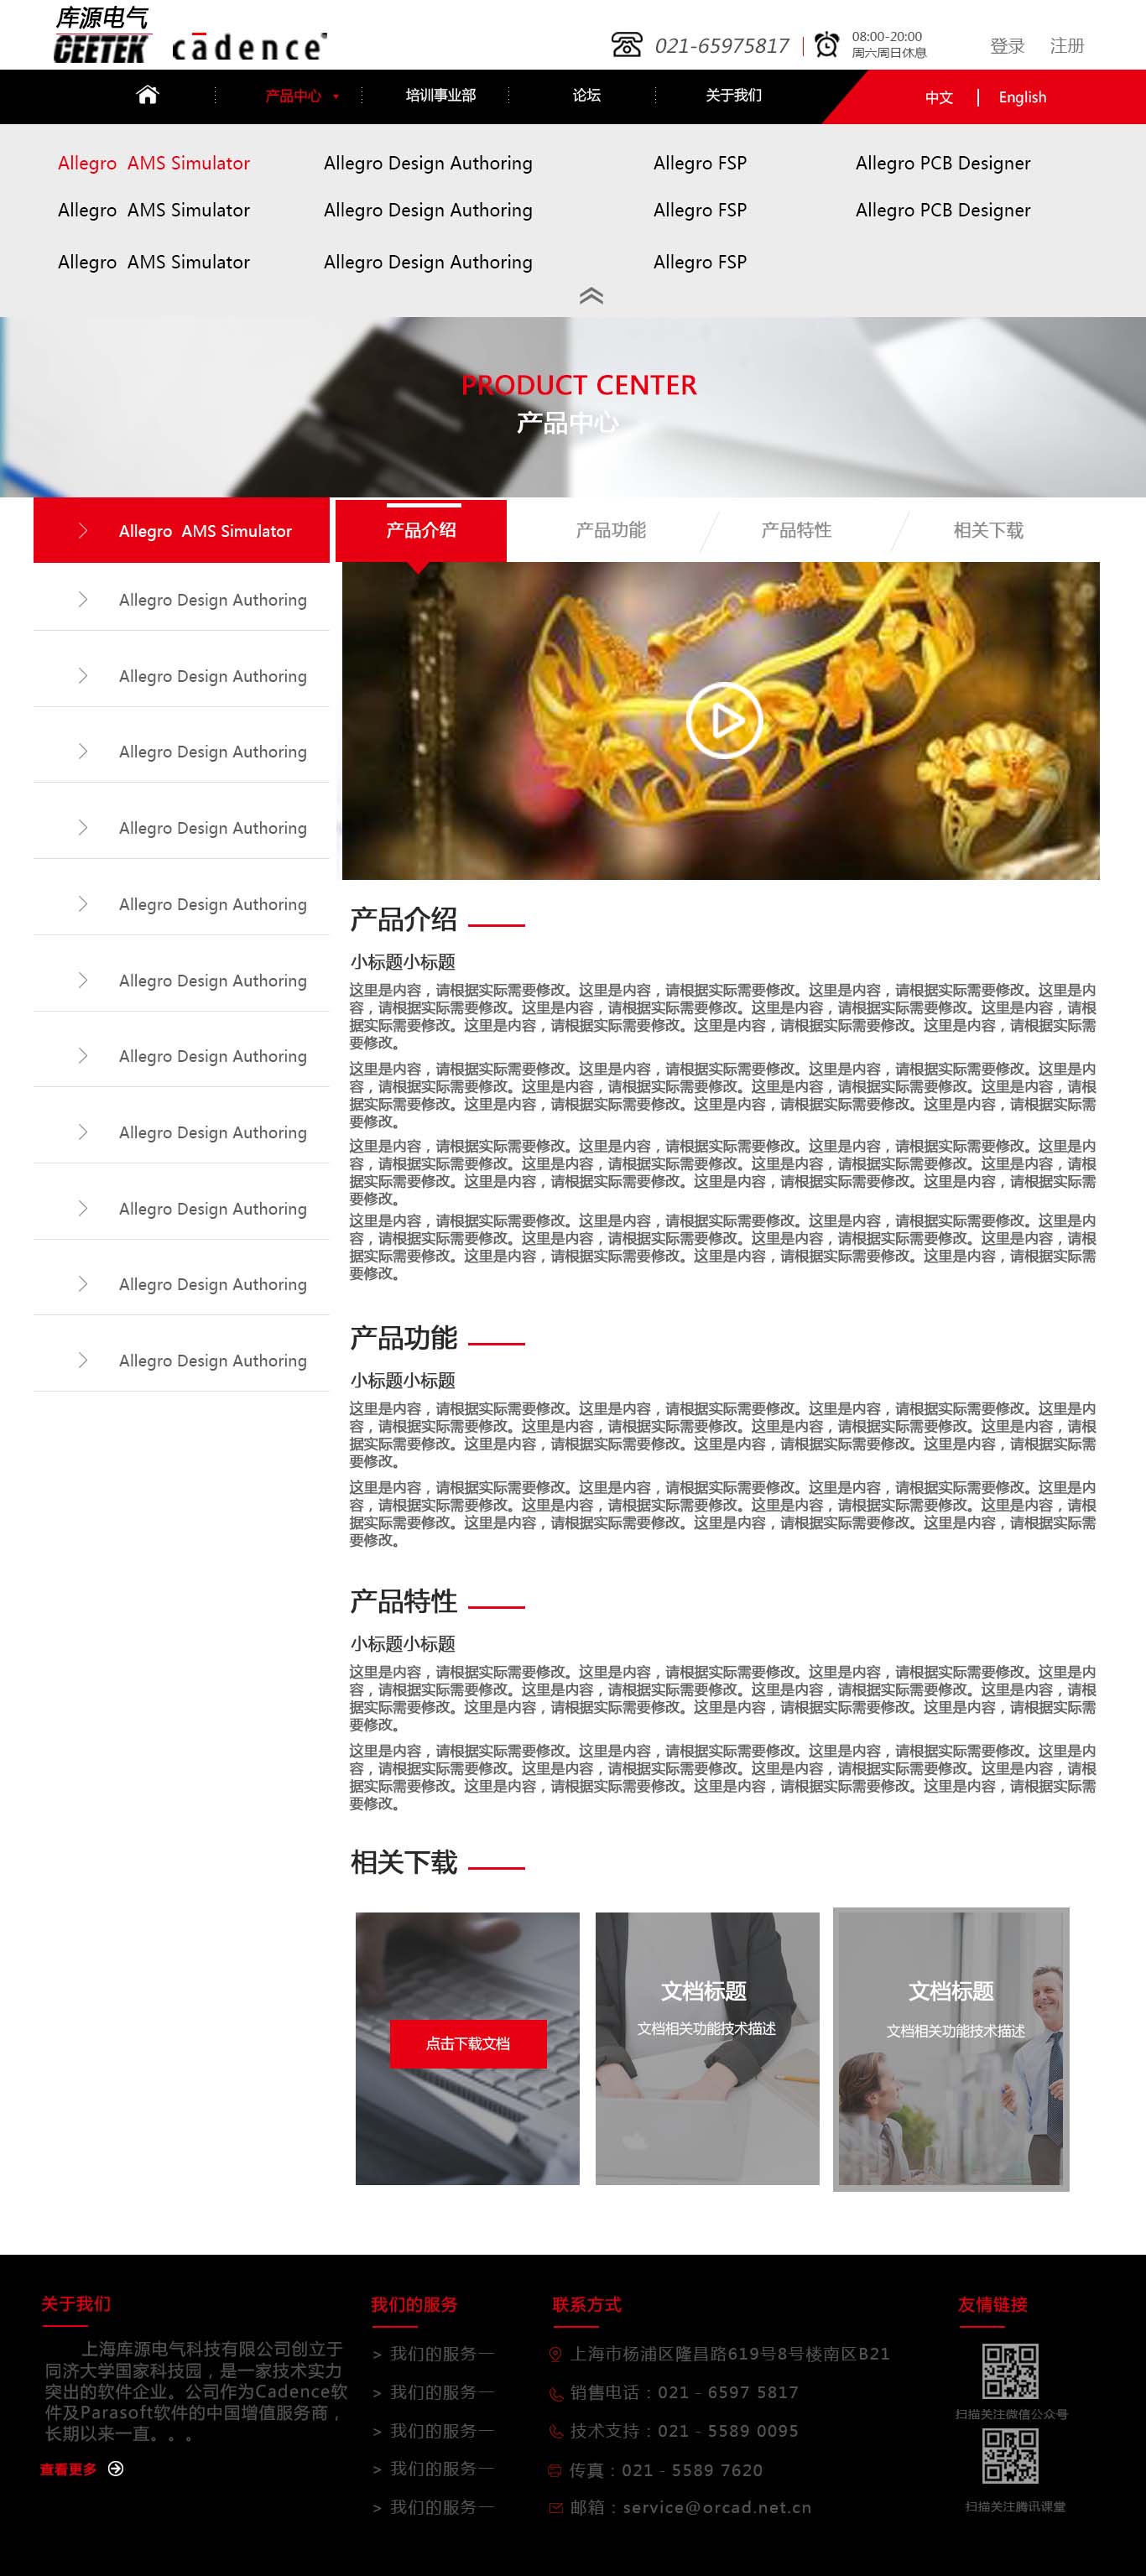 库源电气
CEETEK cādence
021-65975817
08:00-20:00
周六周日休息
登录 注册
产品中心 培训事业部 论坛 关于我们 中文 English
Allegro AMS Simulator Allegro Design Authoring Allegro FSP Allegro PCB Designer
Allegro AMS Simulator Allegro Design Authoring Allegro FSP Allegro PCB Designer
Allegro AMS Simulator Allegro Design Authoring Allegro FSP
PRODUCT CENTER
产品中心
Allegro AMS Simulator
Allegro Design Authoring
Allegro Design Authoring
Allegro Design Authoring
Allegro Design Authoring
Allegro Design Authoring
Allegro Design Authoring
Allegro Design Authoring
Allegro Design Authoring
Allegro Design Authoring
Allegro Design Authoring
Allegro Design Authoring
产品介绍 产品功能 产品特性 相关下载
产品介绍
小标题小标题
这里是内容，请根据实际需要修改。这里是内容，请根据实际需要修改。这里是内容，请根据实际需要修改。这里是内
容，请根据实际需要修改。这里是内容，请根据实际需要修改。这里是内容，请根据实际需要修改。这里是内容，请根
据实际需要修改。这里是内容，请根据实际需要修改。这里是内容，请根据实际需要修改。这里是内容，请根据实际需
要修改。
这里是内容，请根据实际需要修改。这里是内容，请根据实际需要修改。这里是内容，请根据实际需要修改。这里是内
容，请根据实际需要修改。这里是内容，请根据实际需要修改。这里是内容，请根据实际需要修改。这里是内容，请根
据实际需要修改。这里是内容，请根据实际需要修改。这里是内容，请根据实际需要修改。这里是内容，请根据实际需
要修改。
这里是内容，请根据实际需要修改。这里是内容，请根据实际需要修改。这里是内容，请根据实际需要修改。这里是内
容，请根据实际需要修改。这里是内容，请根据实际需要修改。这里是内容，请根据实际需要修改。这里是内容，请根
据实际需要修改。这里是内容，请根据实际需要修改。这里是内容，请根据实际需要修改。这里是内容，请根据实际需
要修改。
这里是内容，请根据实际需要修改。这里是内容，请根据实际需要修改。这里是内容，请根据实际需要修改。这里是内
容，请根据实际需要修改。这里是内容，请根据实际需要修改。这里是内容，请根据实际需要修改。这里是内容，请根
据实际需要修改。这里是内容，请根据实际需要修改。这里是内容，请根据实际需要修改。这里是内容，请根据实际需
要修改。
产品功能
小标题小标题
这里是内容，请根据实际需要修改。这里是内容，请根据实际需要修改。这里是内容，请根据实际需要修改。这里是内
容，请根据实际需要修改。这里是内容，请根据实际需要修改。这里是内容，请根据实际需要修改。这里是内容，请根
据实际需要修改。这里是内容，请根据实际需要修改。这里是内容，请根据实际需要修改。这里是内容，请根据实际需
要修改。
这里是内容，请根据实际需要修改。这里是内容，请根据实际需要修改。这里是内容，请根据实际需要修改。这里是内
容，请根据实际需要修改。这里是内容，请根据实际需要修改。这里是内容，请根据实际需要修改。这里是内容，请根
据实际需要修改。这里是内容，请根据实际需要修改。这里是内容，请根据实际需要修改。这里是内容，请根据实际需
要修改。
产品特性
小标题小标题
这里是内容，请根据实际需要修改。这里是内容，请根据实际需要修改。这里是内容，请根据实际需要修改。这里是内
容，请根据实际需要修改。这里是内容，请根据实际需要修改。这里是内容，请根据实际需要修改。这里是内容，请根
据实际需要修改。这里是内容，请根据实际需要修改。这里是内容，请根据实际需要修改。这里是内容，请根据实际需
要修改。
这里是内容，请根据实际需要修改。这里是内容，请根据实际需要修改。这里是内容，请根据实际需要修改。这里是内
容，请根据实际需要修改。这里是内容，请根据实际需要修改。这里是内容，请根据实际需要修改。这里是内容，请根
据实际需要修改。这里是内容，请根据实际需要修改。这里是内容，请根据实际需要修改。这里是内容，请根据实际需
要修改。
相关下载
点击下载文档
文档标题
文档相关功能技术描述
文档标题
文档相关功能技术描述
关于我们
上海库源电气科技有限公司创立于
同济大学国家科技园，是一家技术实力
突出的软件企业。公司作为Cadence软
件及Parasoft软件的中国增值服务商，
长期以来一直。。。
查看更多
我们的服务
> 我们的服务一
> 我们的服务一
> 我们的服务一
> 我们的服务一
> 我们的服务一
联系方式
上海市杨浦区隆昌路619号8号楼南区B21
销售电话：021 - 6597 5817
技术支持：021 - 5589 0095
传真：021 - 5589 7620
邮箱：service@orcad.net.cn
友情链接
扫描关注微信公众号
扫描关注腾讯课堂